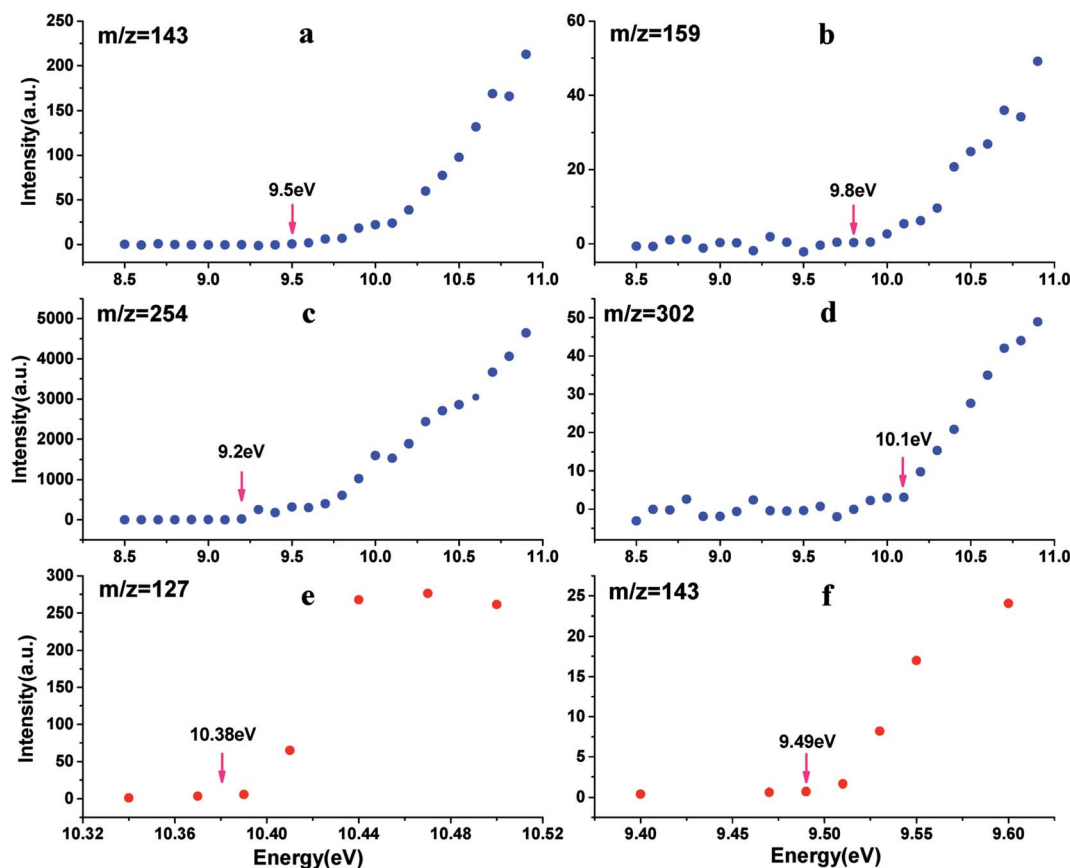 m/z=143
a
Intensity(a.u.)
250
200
150
100
50
0
9.5eV
8.5 9.0 9.5 10.0 10.5 11.0
m/z=159
b
60
40
20
0
9.8eV
8.5 9.0 9.5 10.0 10.5 11.0
m/z=254
c
Intensity(a.u.)
5000
4000
3000
2000
1000
0
9.2eV
8.5 9.0 9.5 10.0 10.5 11.0
m/z=302
d
50
40
30
20
10
0
10.1eV
8.5 9.0 9.5 10.0 10.5 11.0
m/z=127
e
Intensity(a.u.)
300
250
200
150
100
50
0
10.38eV
10.32 10.36 10.40 10.44 10.48 10.52
Energy(eV)
m/z=143
f
25
20
15
10
5
0
9.49eV
9.40 9.45 9.50 9.55 9.60
Energy(eV)